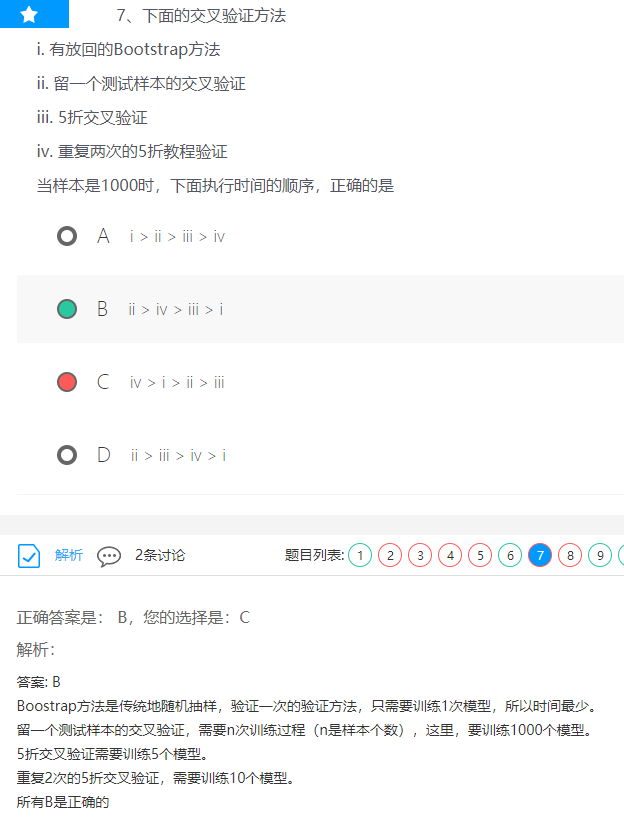 7、下面的交叉验证方法
i. 有放回的Bootstrap方法
ii. 留一个测试样本的交叉验证
iii. 5折交叉验证
iv. 重复两次的5折教程验证
当样本是1000时，下面执行时间的顺序，正确的是
A i > ii > iii > iv
B ii > iv > iii > i
C iv > i > ii > iii
D ii > iii > iv > i
解析 2条讨论 题目列表: 1 2 3 4 5 6 7 8 9
正确答案是： B，您的选择是：C
解析：
答案: B
Boostrap方法是传统地随机抽样，验证一次的验证方法，只需要训练1次模型，所以时间最少。
留一个测试样本的交叉验证，需要n次训练过程（n是样本个数），这里，要训练1000个模型。
5折交叉验证需要训练5个模型。
重复2次的5折交叉验证，需要训练10个模型。
所有B是正确的